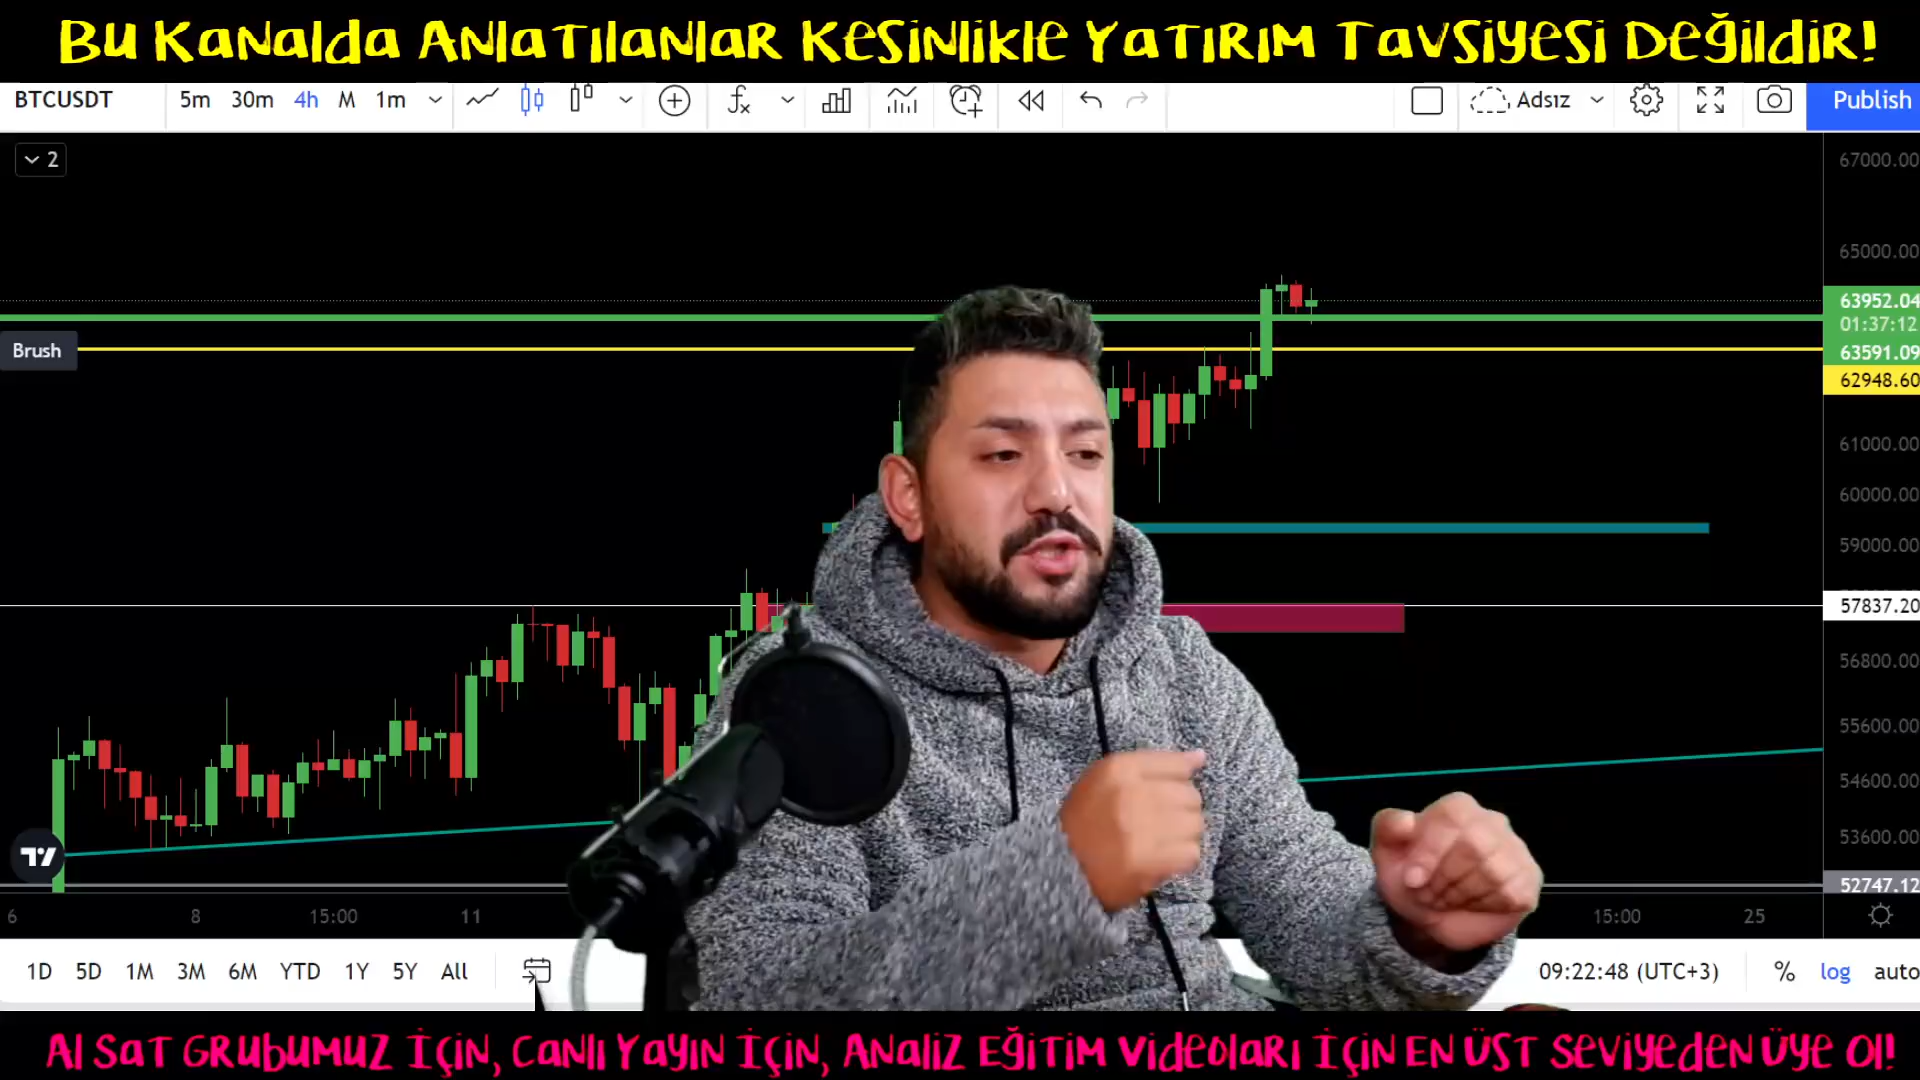 Bu Kanalda Anlatılanlar Kesinlikle Yatırım Tavsiyesi Değildir!
BTCUSDT 5m 30m 4h M 1m Adsız Publish
2
67000.00
65000.00
63952.04
01:37:12
Brush
63591.09
62948.60
61000.00
60000.00
59000.00
57837.20
56800.00
55600.00
54600.00
53600.00
52747.12
6 8 15:00 11 15:00 25
1D 5D 1M 3M 6M YTD 1Y 5Y All 09:22:48 (UTC+3) % log auto
Al Sat Grubumuz İçin, Canlı Yayın İçin, Analiz Eğitim Videoları İçin En Üst Seviyeden Üye Ol!